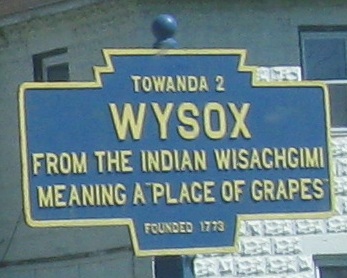 TOWANDA 2
WYSOX
FROM THE INDIAN WISACHGIMI
MEANING A "PLACE OF GRAPES"
FOUNDED 1773